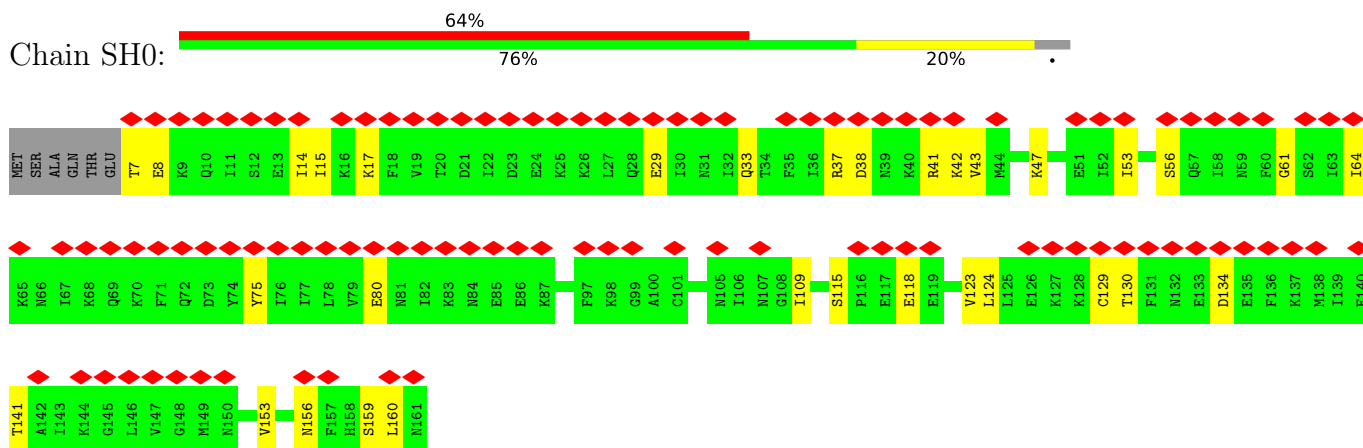 64%
Chain SH0:
76% 20% •
MET SER ALA GLN THR GLU T7 E8 K9 Q10 I11 S12 E13 I14 I15 K16 K17 F18 V19 T20 D21 I22 D23 E24 K25 K26 L27 Q28 E29 I30 N31 I32 Q33 T34 F35 I36 R37 D38 N39 K40 R41 K42 V43 M44 K47 E51 I52 I53 S56 Q57 I58 N59 F60 G61 S62 I63 I64
K65 N66 I67 K68 Q69 K70 F71 Q72 D73 Y74 Y75 I76 I77 L78 V79 E80 N81 I82 K83 N84 E85 E86 K87 F97 K98 G99 A100 C101 N105 I106 N107 G108 I109 S115 P116 E117 E118 E119 V123 L124 L125 E126 K127 K128 C129 T130 F131 N132 E133 D134 E135 F136 K137 M138 I139 E140
T141 A142 I143 K144 G145 L146 V147 G148 M149 N150 V153 N156 F157 H158 S159 L160 N161